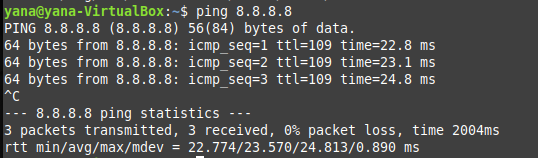 yana@yana-VirtualBox:~$ ping 8.8.8.8
PING 8.8.8.8 (8.8.8.8) 56(84) bytes of data.
64 bytes from 8.8.8.8: icmp_seq=1 ttl=109 time=22.8 ms
64 bytes from 8.8.8.8: icmp_seq=2 ttl=109 time=23.1 ms
64 bytes from 8.8.8.8: icmp_seq=3 ttl=109 time=24.8 ms
^C
--- 8.8.8.8 ping statistics ---
3 packets transmitted, 3 received, 0% packet loss, time 2004ms
rtt min/avg/max/mdev = 22.774/23.570/24.813/0.890 ms